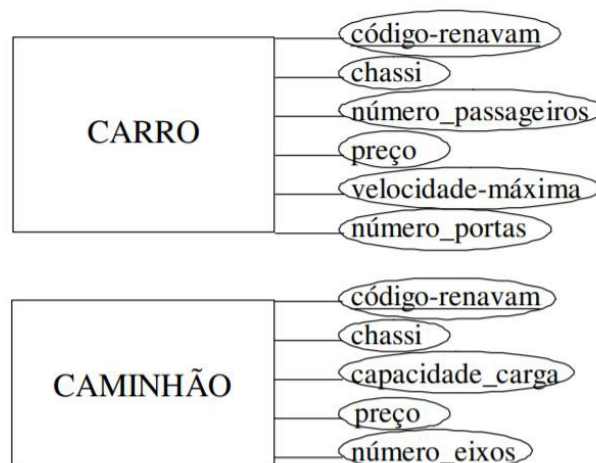 código-renavam
chassi
número_passageiros
CARRO
preço
velocidade-máxima
número_portas
código-renavam
chassi
CAMINHÃO
capacidade_carga
preço
número_eixos